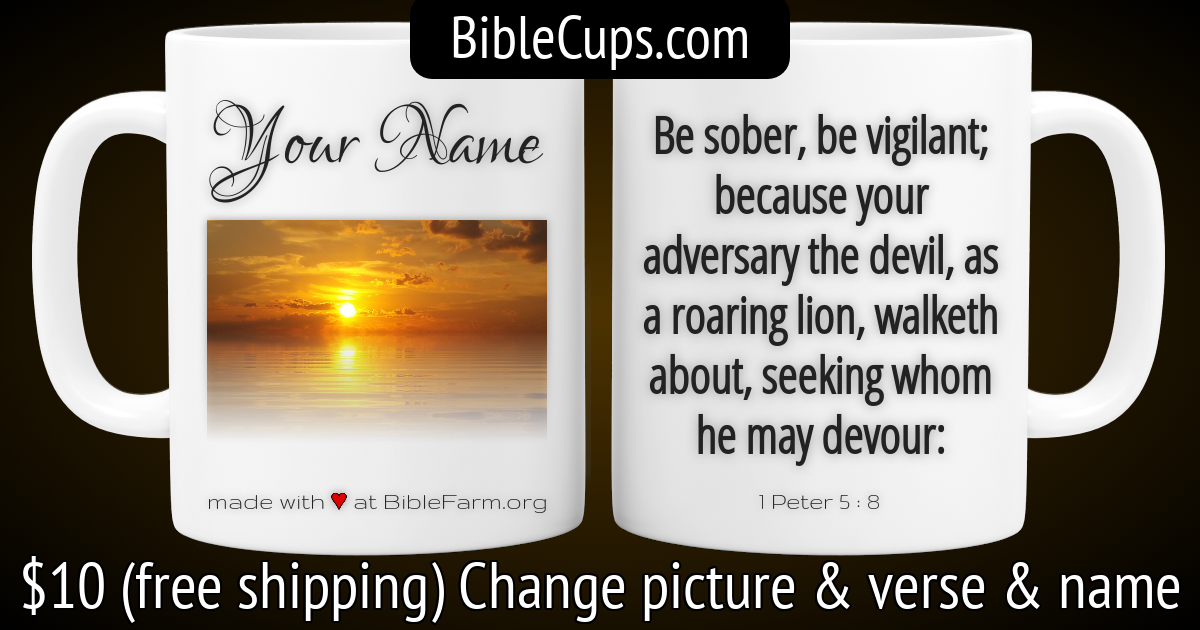 BibleCups.com
Your Name
made with ♥ at BibleFarm.org
Be sober, be vigilant;
because your
adversary the devil, as
a roaring lion, walketh
about, seeking whom
he may devour:
1 Peter 5 : 8
$10 (free shipping) Change picture & verse & name